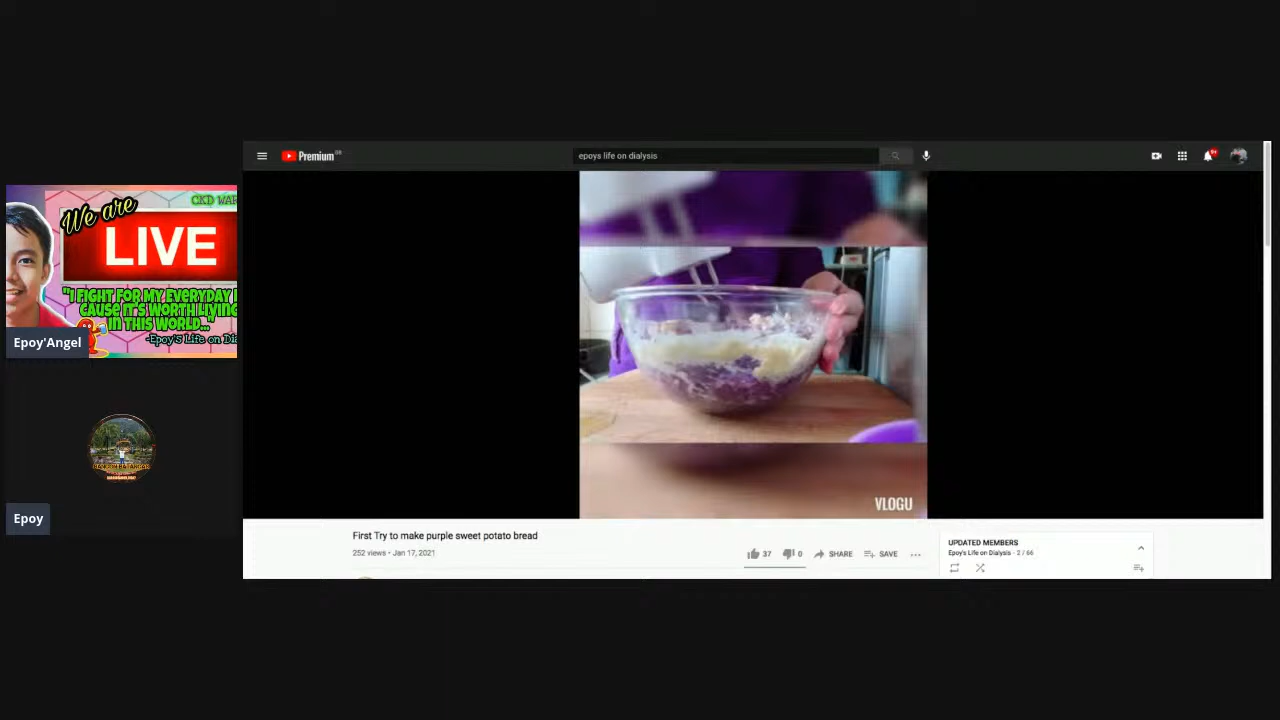 We are
LIVE
"I FIGHT FOR MY EVERYDAY
CAUSE IT'S WORTH LIVING
IN THIS WORLD..."
-Epoy's Life on
Epoy'Angel
Epoy
Premium GB
epoys life on dialysis
9+
VLOGU
First Try to make purple sweet potato bread
252 views • Jan 17, 2021
37
0
SHARE
SAVE
UPDATED MEMBERS
Epoy's Life on Dialysis - 2 / 66